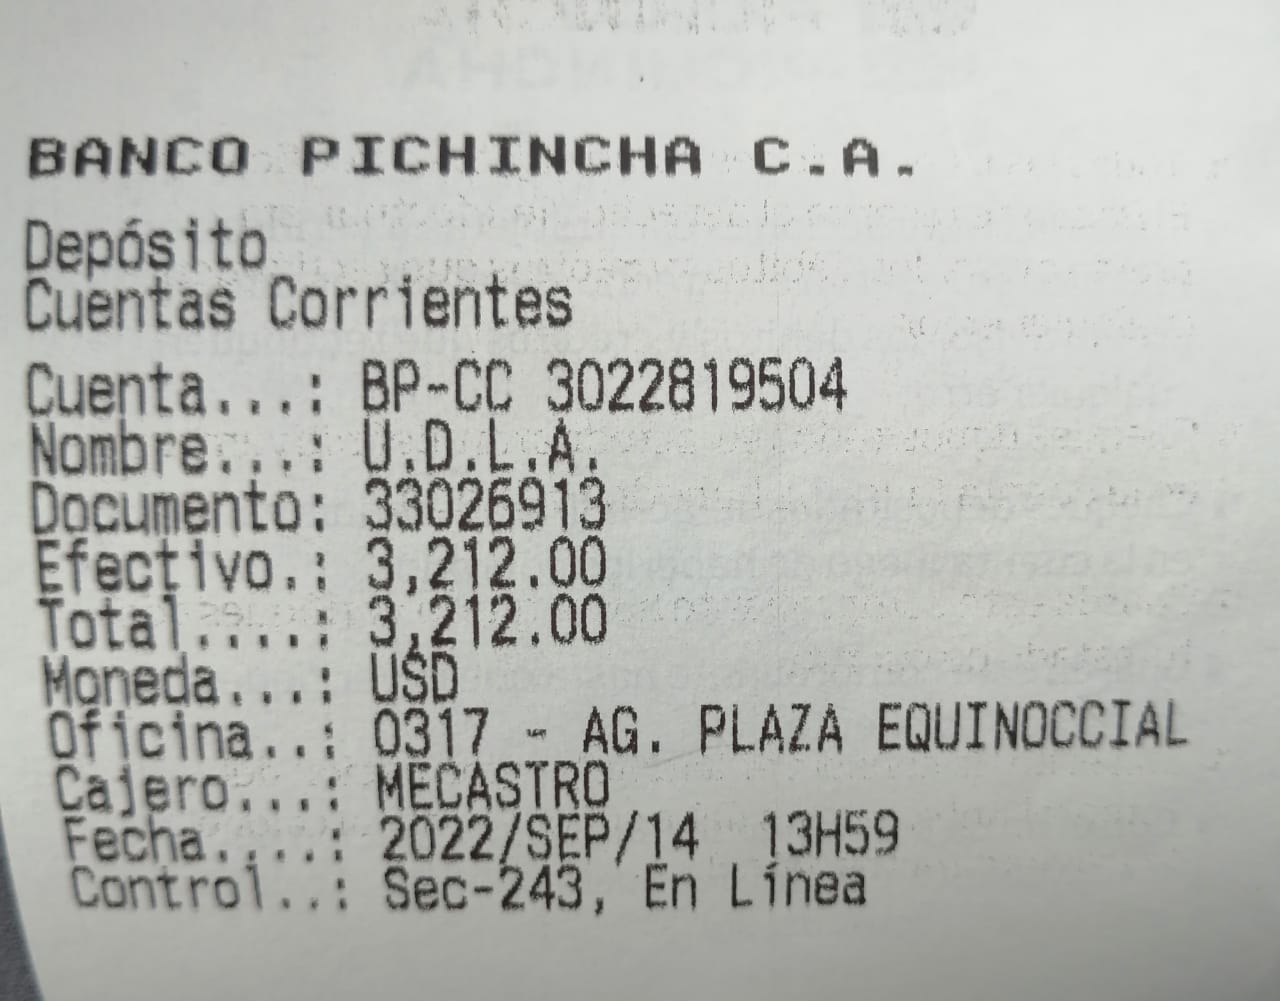 BANCO PICHINCHA C.A.
Depósito
Cuentas Corrientes
Cuenta...: BP-CC 3022819504
Nombre...: U.D.L.A.
Documento: 33026913
Efectivo.: 3,212.00
Total....: 3,212.00
Moneda...: USD
Oficina..: 0317 - AG. PLAZA EQUINOCCIAL
Cajero...: MECASTRO
Fecha....: 2022/SEP/14 13H59
Control..: Sec-243, En Línea